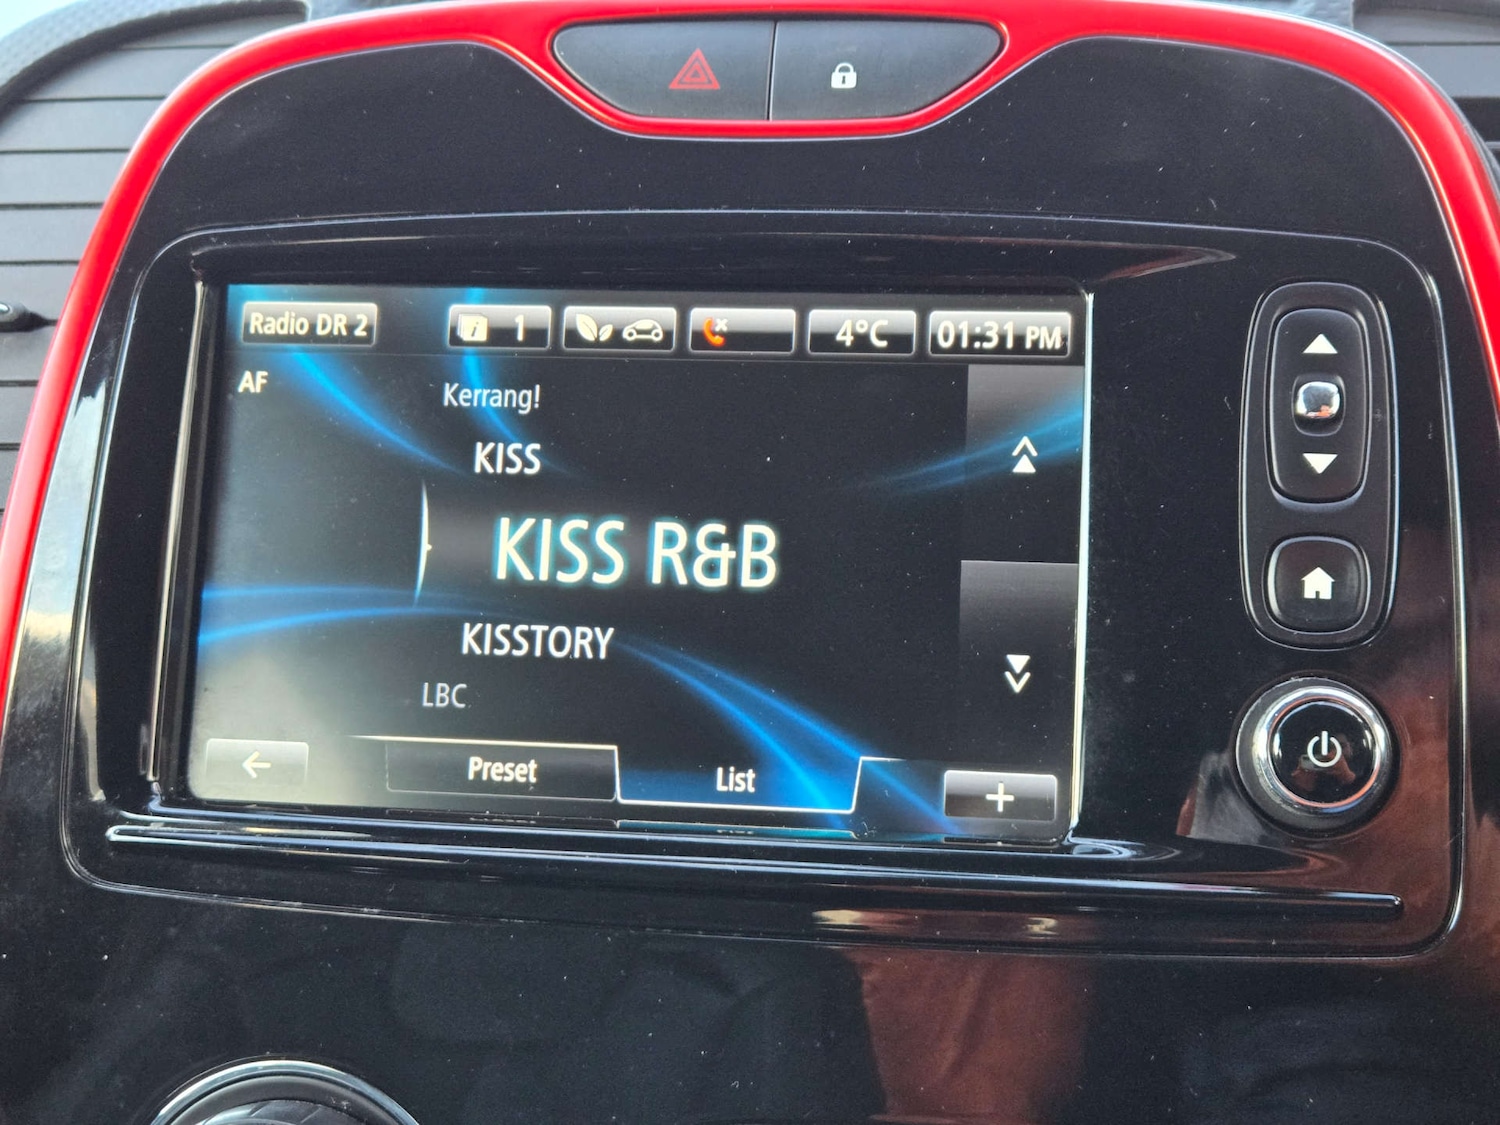 Radio DR 2
i 1
4°C
01:31 PM
AF
Kerrang!
KISS
KISS R&B
KISSTORY
LBC
Preset
List
+